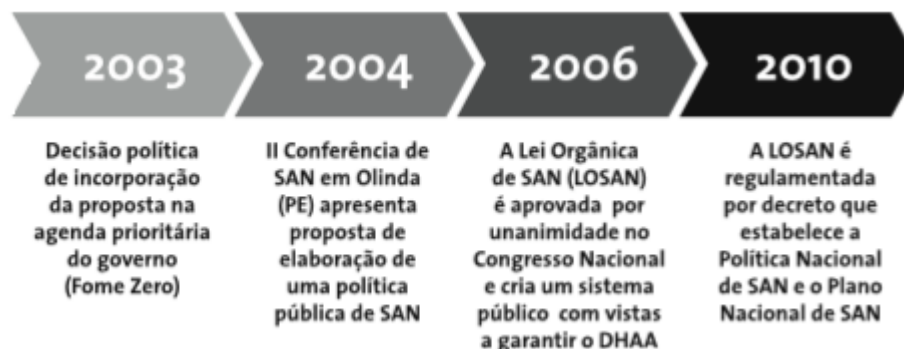 2003
Decisão política
de incorporação
da proposta na
agenda prioritária
do governo
(Fome Zero)
2004
II Conferência de
SAN em Olinda
(PE) apresenta
proposta de
elaboração de
uma política
pública de SAN
2006
A Lei Orgânica
de SAN (LOSAN)
é aprovada por
unanimidade no
Congresso Nacional
e cria um sistema
público com vistas
a garantir o DHAA
2010
A LOSAN é
regulamentada
por decreto que
estabelece a
Política Nacional
de SAN e o Plano
Nacional de SAN